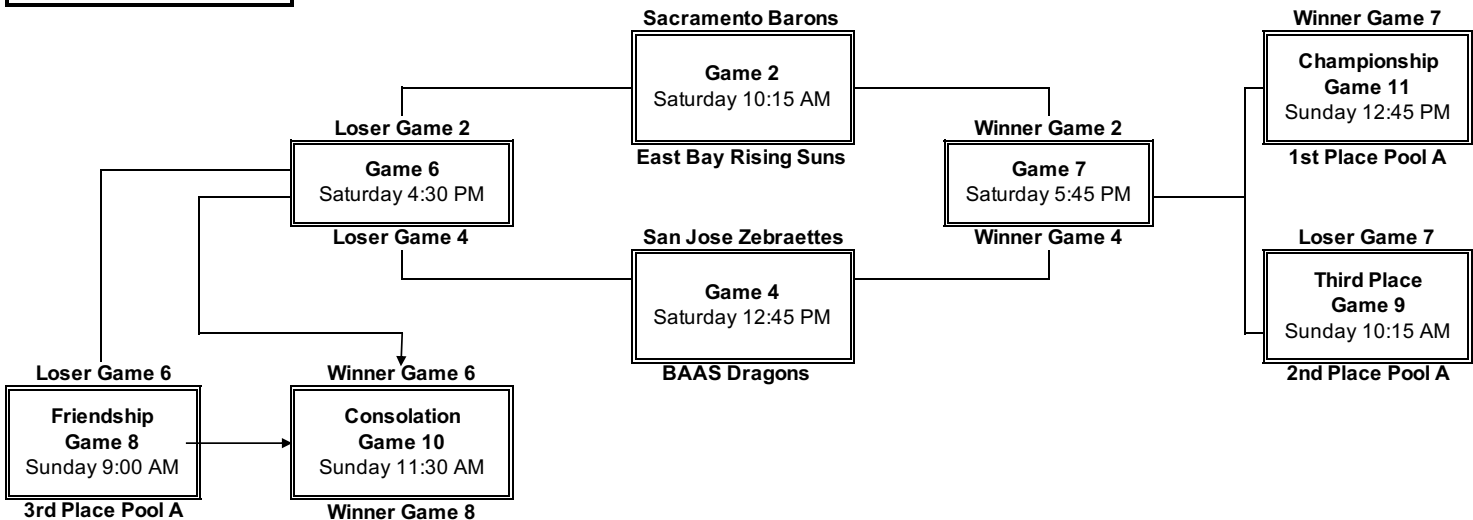 Sacramento Barons
Game 2
Saturday 10:15 AM
East Bay Rising Suns
Winner Game 7
Championship
Game 11
Sunday 12:45 PM
1st Place Pool A
Loser Game 2
Game 6
Saturday 4:30 PM
Loser Game 4
Winner Game 2
Game 7
Saturday 5:45 PM
Winner Game 4
San Jose Zebraettes
Game 4
Saturday 12:45 PM
BAAS Dragons
Loser Game 7
Third Place
Game 9
Sunday 10:15 AM
2nd Place Pool A
Loser Game 6
Friendship
Game 8
Sunday 9:00 AM
3rd Place Pool A
Winner Game 6
Consolation
Game 10
Sunday 11:30 AM
Winner Game 8